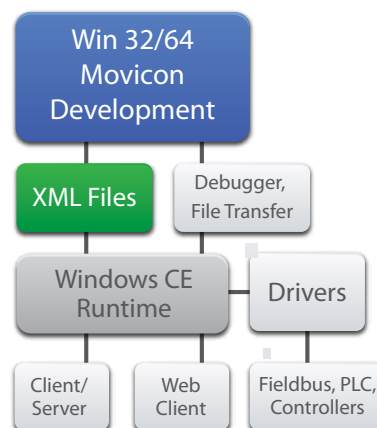 Win 32/64
Movicon
Development
XML Files
Debugger,
File Transfer
Windows CE
Runtime
Drivers
Client/
Server
Web
Client
Fieldbus, PLC,
Controllers